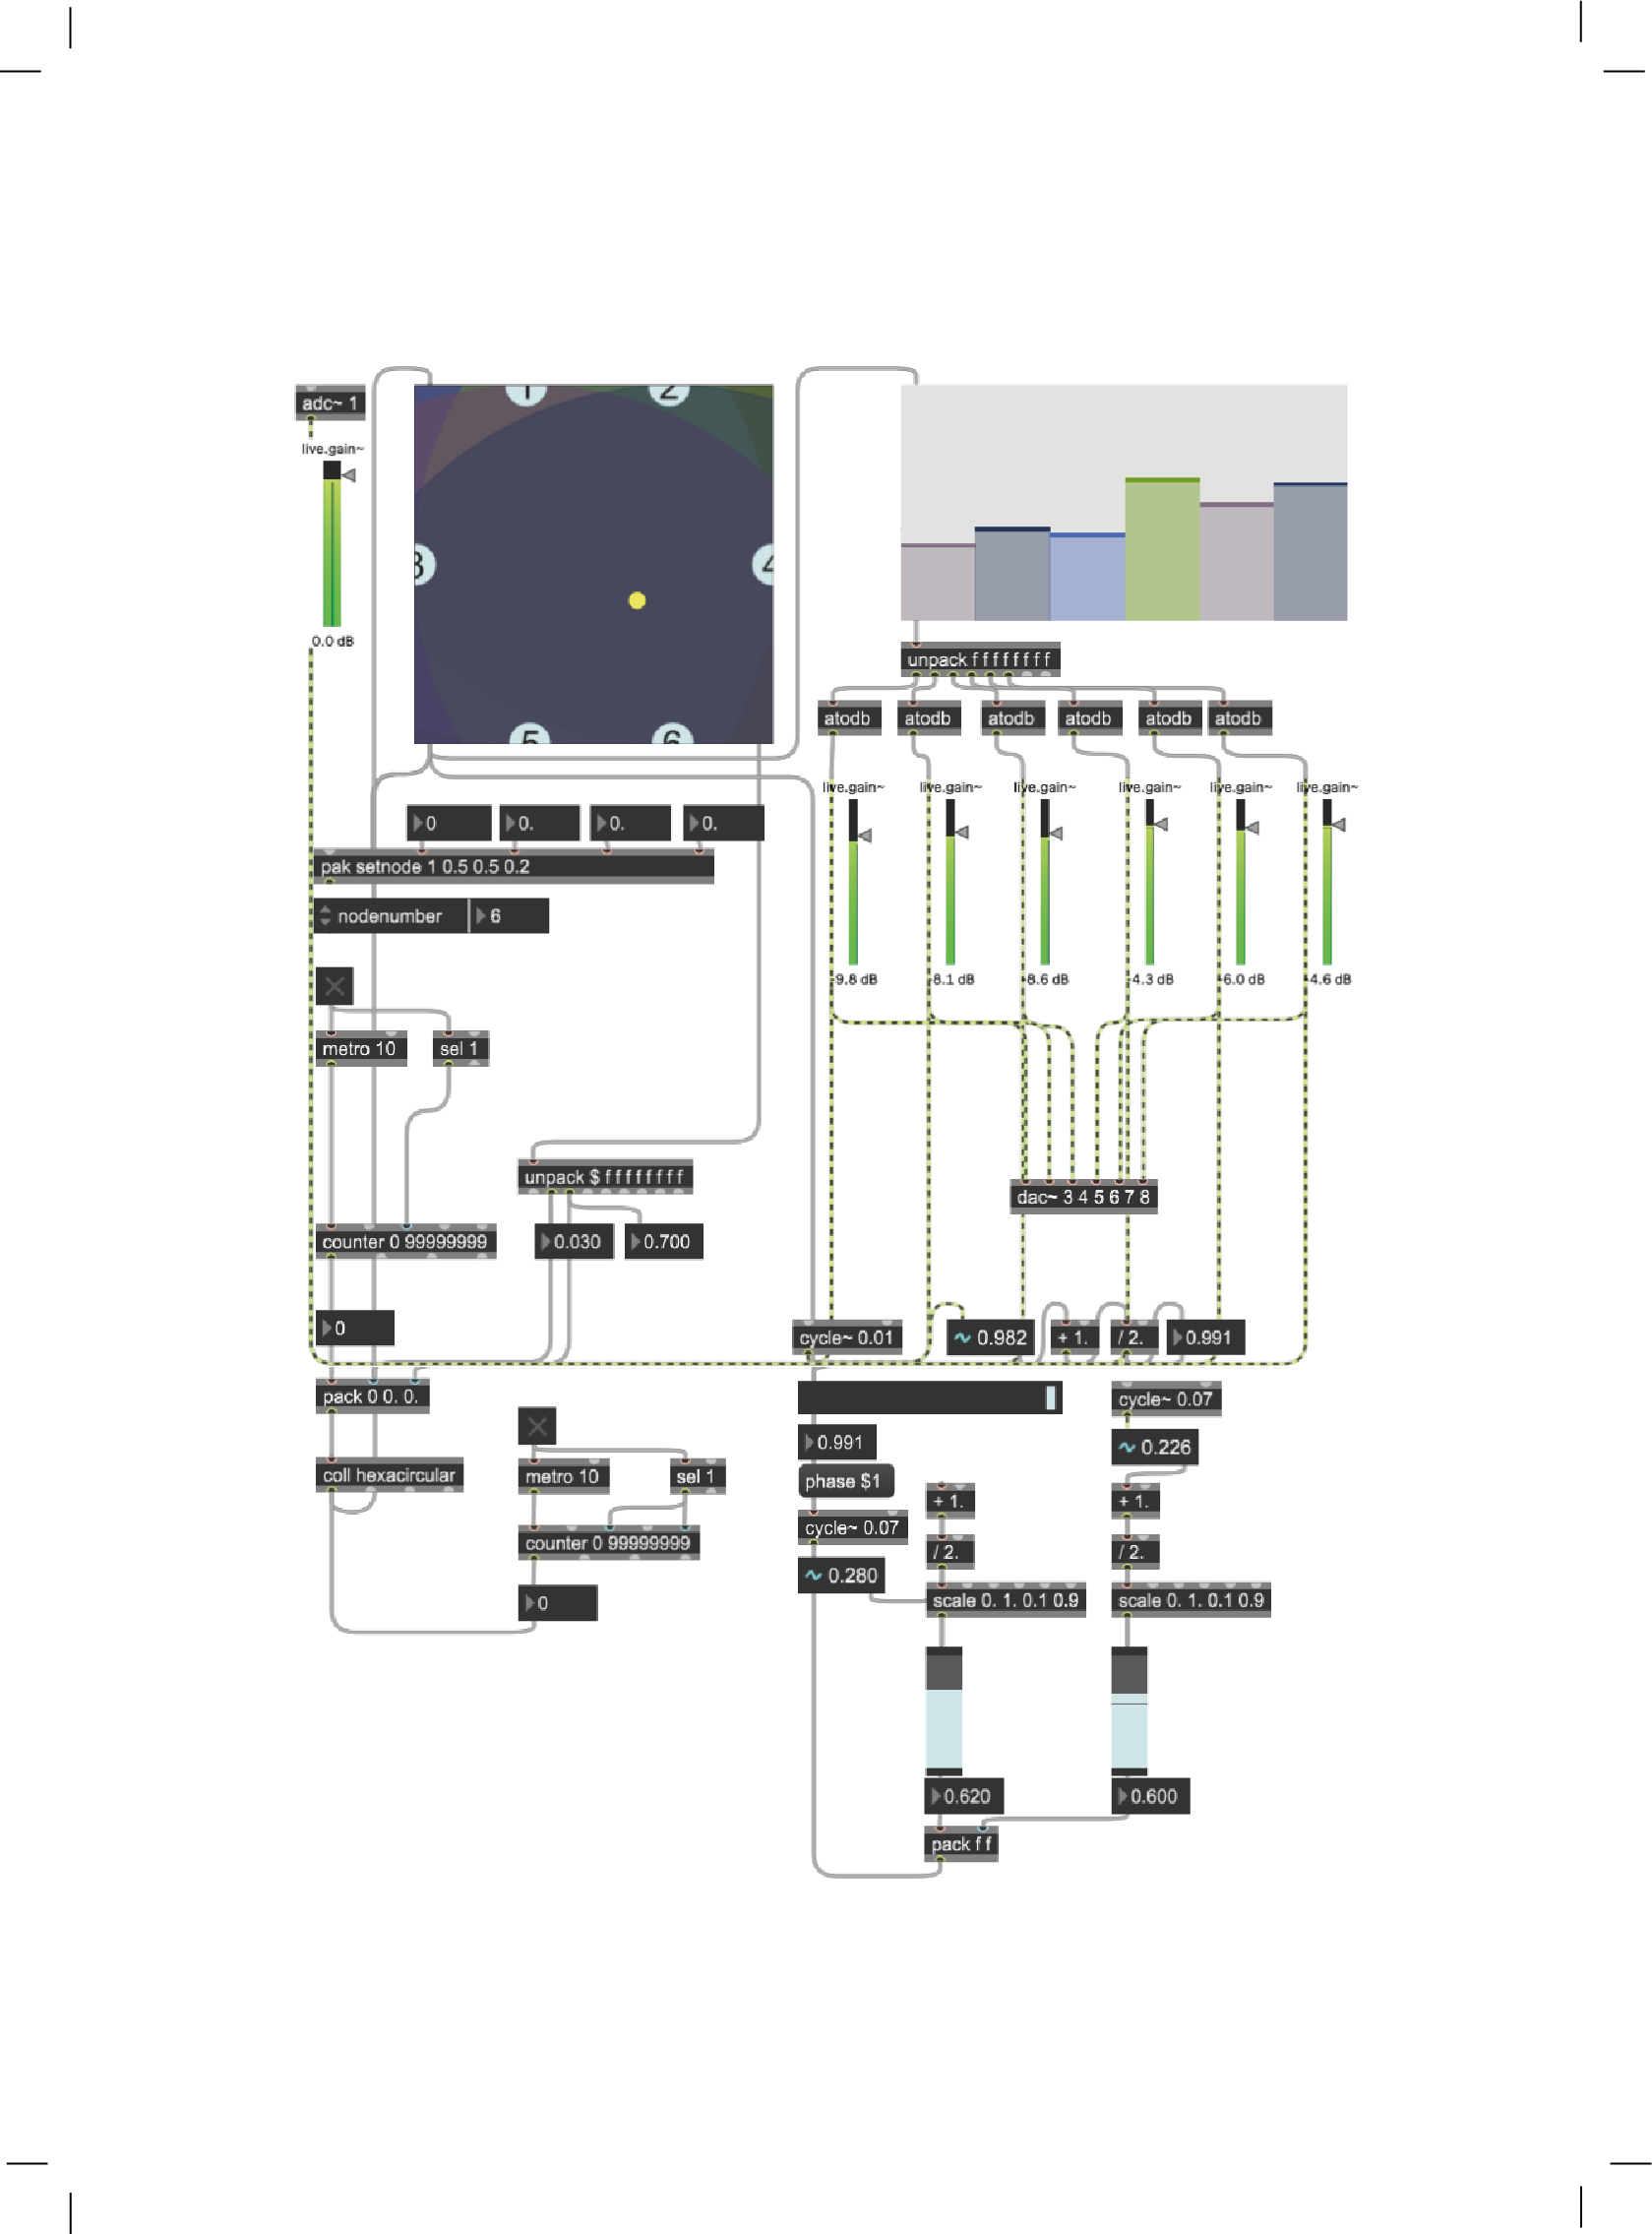 adc~ 1
live.gain~
0.0 dB
1
2
3
4
5
6
unpack f f f f f f f f
atodb
atodb
atodb
atodb
atodb
atodb
live.gain~
live.gain~
live.gain~
live.gain~
live.gain~
live.gain~
-9.8 dB
-8.1 dB
-8.6 dB
-4.3 dB
-6.0 dB
-4.6 dB
0
0.
0.
0.
pak setnode 1 0.5 0.5 0.2
nodenumber
6
metro 10
sel 1
unpack $ f f f f f f f f
dac~ 3 4 5 6 7 8
counter 0 99999999
0.030
0.700
0
cycle~ 0.01
0.982
+ 1.
/ 2.
0.991
pack 0 0. 0.
cycle~ 0.07
0.991
0.226
coll hexacircular
metro 10
sel 1
phase $1
+ 1.
+ 1.
cycle~ 0.07
counter 0 99999999
/ 2.
/ 2.
0.280
0
scale 0. 1. 0.1 0.9
scale 0. 1. 0.1 0.9
0.620
0.600
pack f f